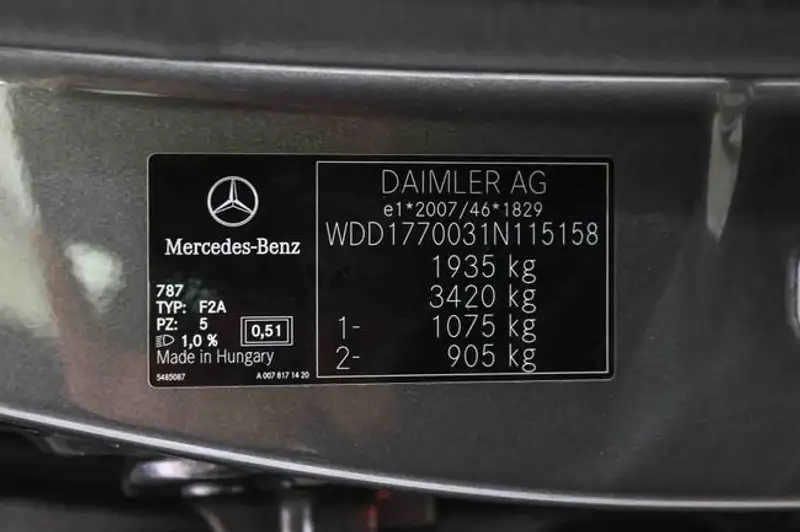 Mercedes-Benz
787
TYP: F2A
PZ: 5
1,0 %
0,51
Made in Hungary
5485087
A 007 817 14 20
DAIMLER AG
e1*2007/46*1829
WDD1770031N115158
1935 kg
3420 kg
1- 1075 kg
2- 905 kg